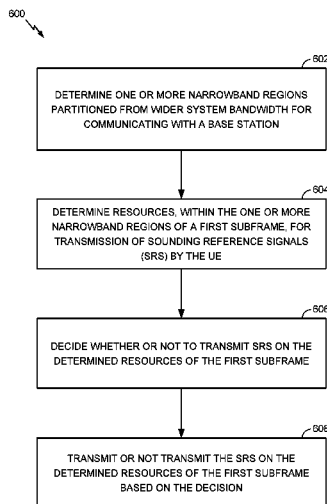 600
602
DETERMINE ONE OR MORE NARROWBAND REGIONS
PARTITIONED FROM WIDER SYSTEM BANDWIDTH FOR
COMMUNICATING WITH A BASE STATION
604
DETERMINE RESOURCES, WITHIN THE ONE OR MORE
NARROWBAND REGIONS OF A FIRST SUBFRAME, FOR
TRANSMISSION OF SOUNDING REFERENCE SIGNALS
(SRS) BY THE UE
606
DECIDE WHETHER OR NOT TO TRANSMIT SRS ON THE
DETERMINED RESOURCES OF THE FIRST SUBFRAME
608
TRANSMIT OR NOT TRANSMIT THE SRS ON THE
DETERMINED RESOURCES OF THE FIRST SUBFRAME
BASED ON THE DECISION